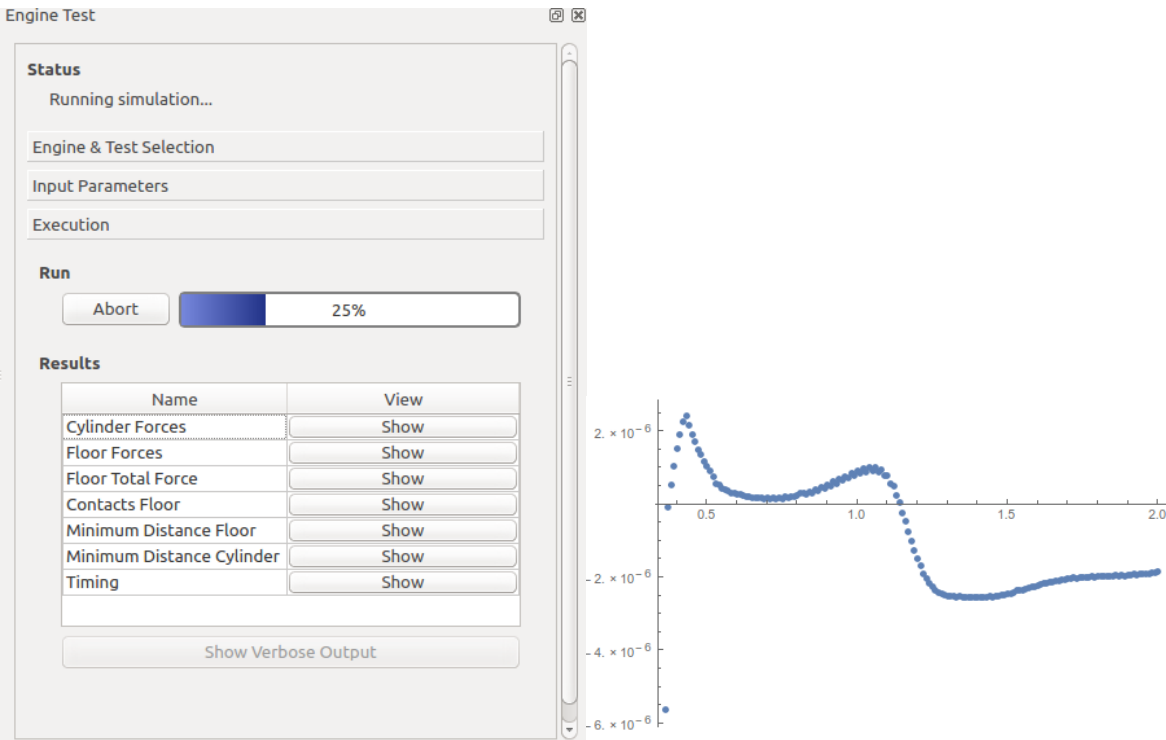 Engine Test
Status
Running simulation...
Engine & Test Selection
Input Parameters
Execution
Run
Abort 25%
Results
Name View
Cylinder Forces Show
Floor Forces Show
Floor Total Force Show
Contacts Floor Show
Minimum Distance Floor Show
Minimum Distance Cylinder Show
Timing Show
Show Verbose Output
2. × 10⁻⁶
0.5 1.0 1.5 2.0
-2. × 10⁻⁶
-4. × 10⁻⁶
-6. × 10⁻⁶